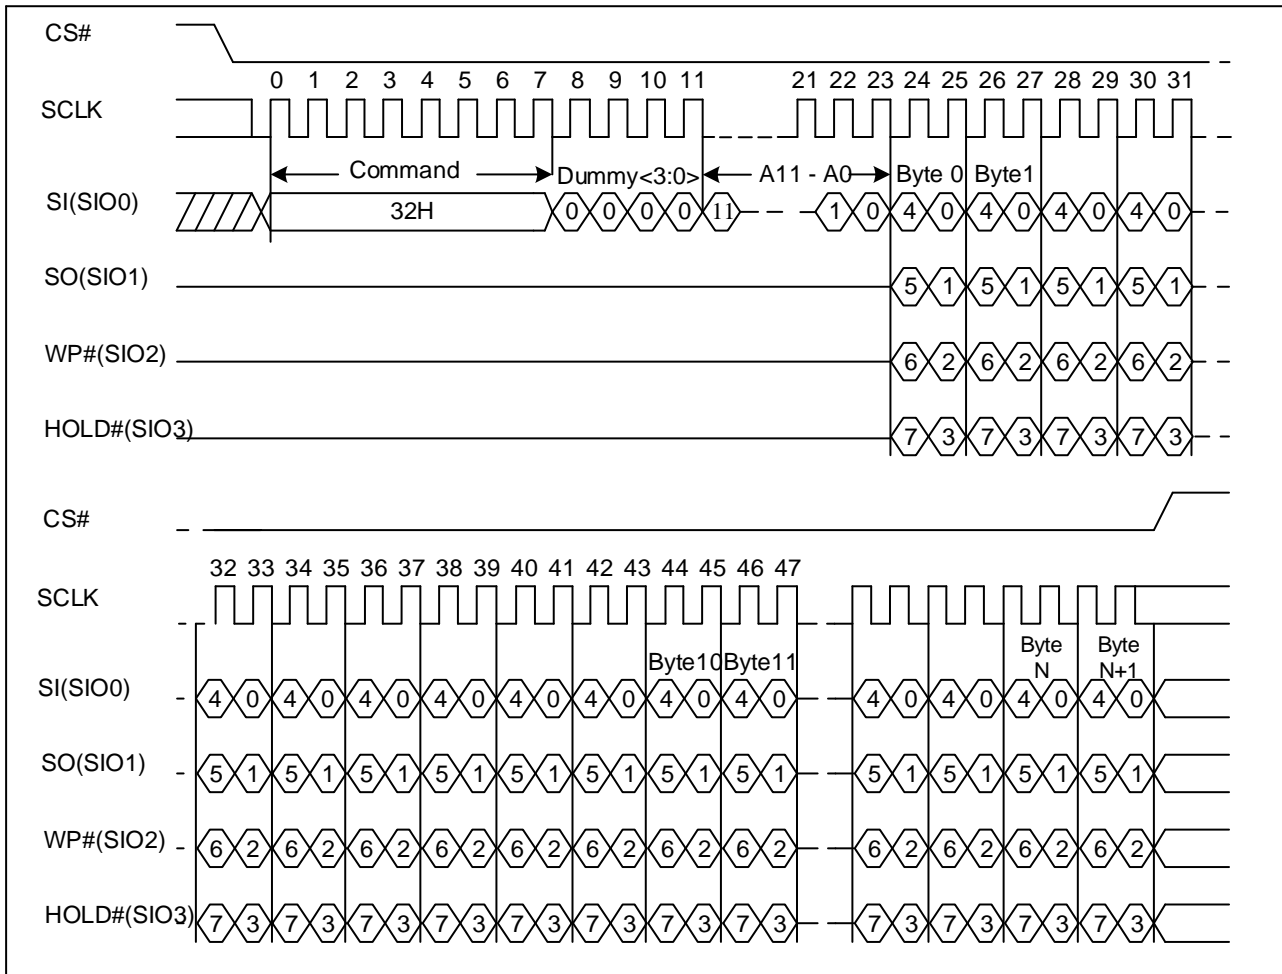 CS#
0 1 2 3 4 5 6 7 8 9 10 11 21 22 23 24 25 26 27 28 29 30 31
SCLK
Command Dummy<3:0> A11 - A0 Byte 0 Byte1
SI(SIO0) 32H 0 0 0 0 11 1 0 4 0 4 0 4 0 4 0
SO(SIO1) 5 1 5 1 5 1 5 1
WP#(SIO2) 6 2 6 2 6 2 6 2
HOLD#(SIO3) 7 3 7 3 7 3 7 3
CS#
32 33 34 35 36 37 38 39 40 41 42 43 44 45 46 47
SCLK
Byte10 Byte11 Byte N Byte N+1
SI(SIO0) 4 0 4 0 4 0 4 0 4 0 4 0 4 0 4 0 4 0 4 0 4 0 4 0
SO(SIO1) 5 1 5 1 5 1 5 1 5 1 5 1 5 1 5 1 5 1 5 1 5 1 5 1
WP#(SIO2) 6 2 6 2 6 2 6 2 6 2 6 2 6 2 6 2 6 2 6 2 6 2 6 2
HOLD#(SIO3) 7 3 7 3 7 3 7 3 7 3 7 3 7 3 7 3 7 3 7 3 7 3 7 3